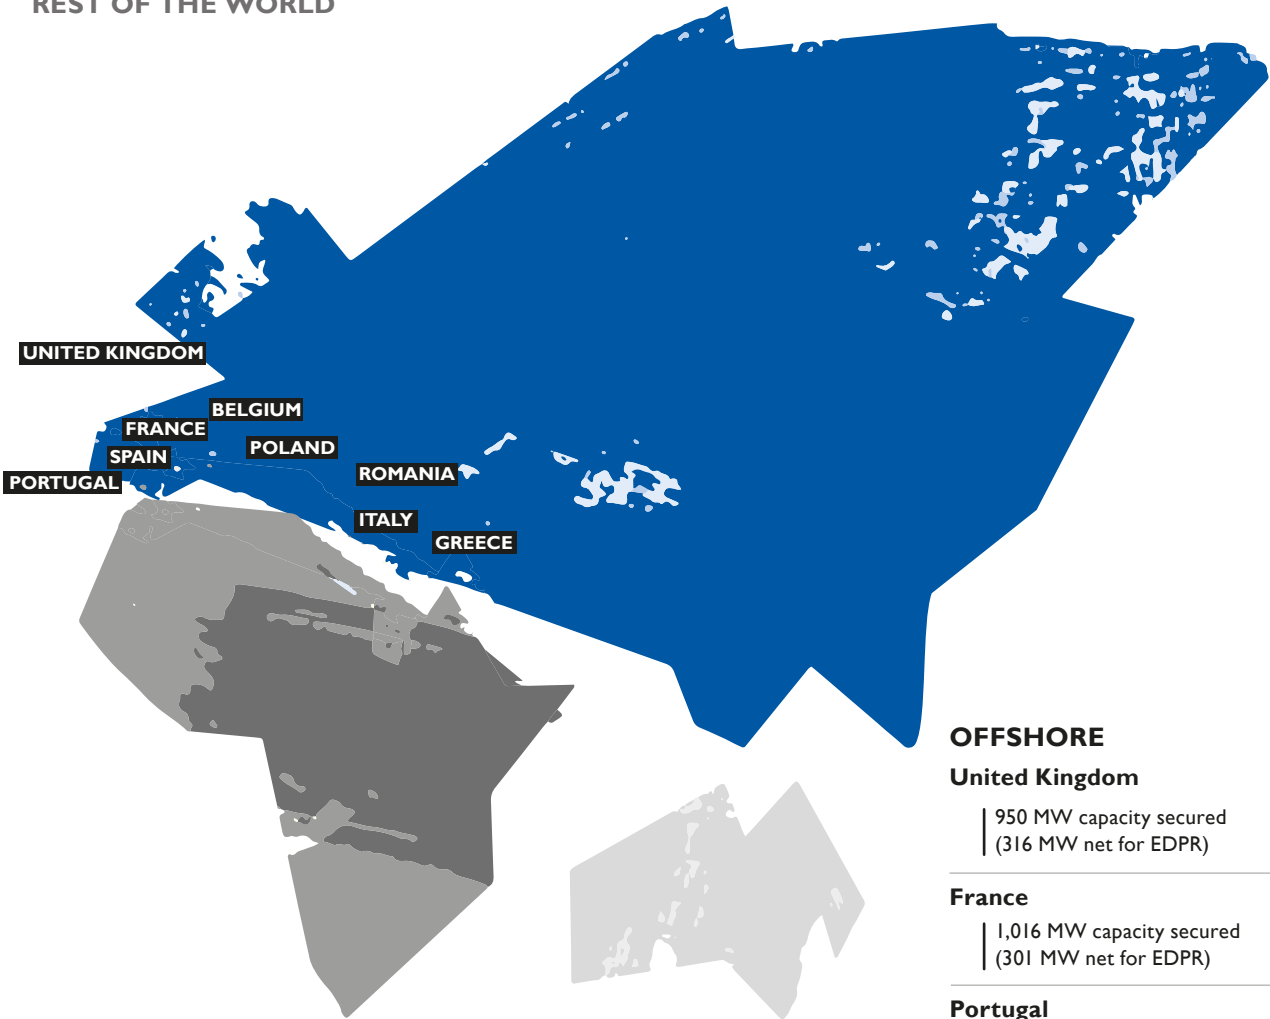 REST OF THE WORLD
UNITED KINGDOM
BELGIUM
FRANCE
POLAND
SPAIN
ROMANIA
PORTUGAL
ITALY
GREECE
OFFSHORE
United Kingdom
950 MW capacity secured
(316 MW net for EDPR)
France
1,016 MW capacity secured
(301 MW net for EDPR)
Portugal